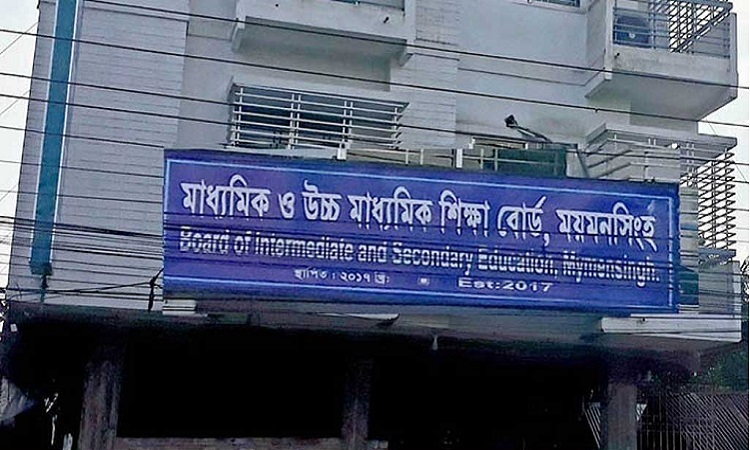 মাধ্যমিক ও উচ্চ মাধ্যমিক শিক্ষা বোর্ড, ময়মনসিংহ
Board of Intermediate and Secondary Education, Mymensingh.
স্থাপিত : ২০১৭ খ্রি: Est:2017